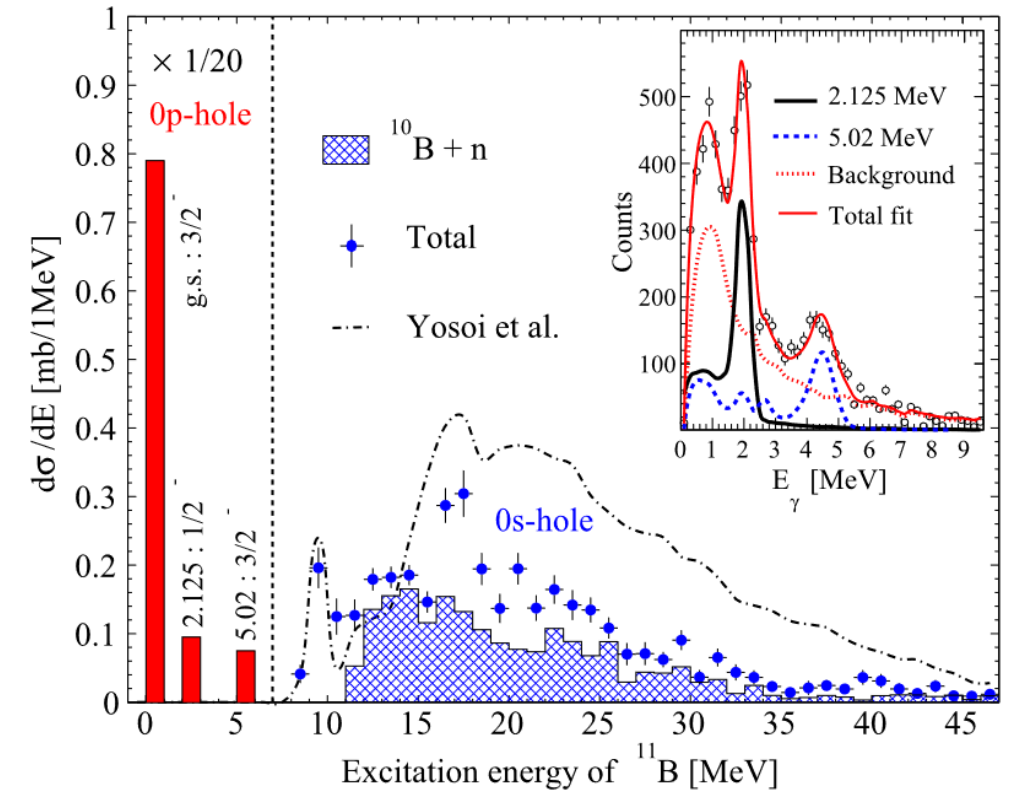 × 1/20
0p-hole
g.s. : 3/2⁻
2.125 : 1/2⁻
5.02 : 3/2⁻
¹⁰B + n
Total
Yosoi et al.
0s-hole
dσ/dE [mb/1MeV]
1
0.9
0.8
0.7
0.6
0.5
0.4
0.3
0.2
0.1
0
0 5 10 15 20 25 30 35 40 45
Excitation energy of ¹¹B [MeV]
2.125 MeV
5.02 MeV
Background
Total fit
Counts
500
400
300
200
100
0 1 2 3 4 5 6 7 8 9
E_γ [MeV]